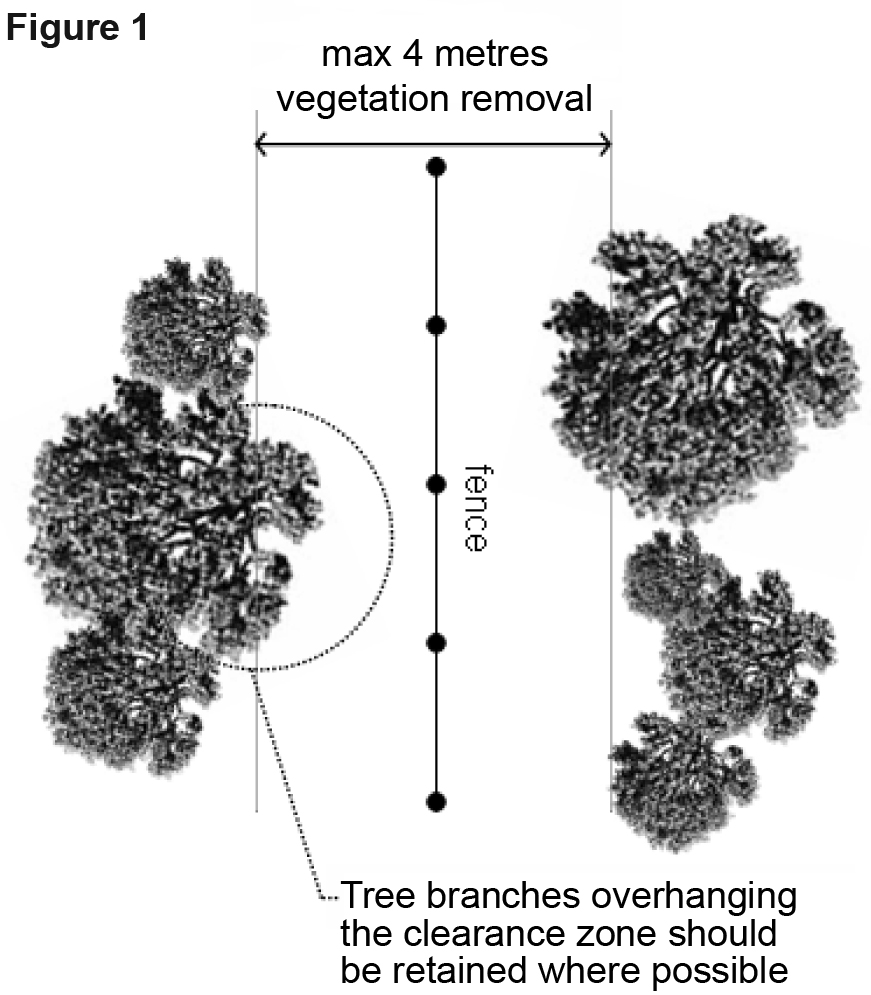 Figure 1
max 4 metres
vegetation removal
fence
Tree branches overhanging
the clearance zone should
be retained where possible